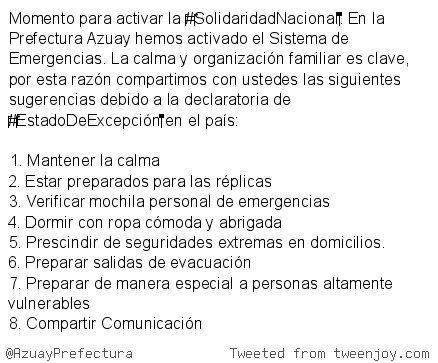 Momento para activar la #SolidaridadNacional. En la
Prefectura Azuay hemos activado el Sistema de
Emergencias. La calma y organización familiar es clave,
por esta razón compartimos con ustedes las siguientes
sugerencias debido a la declaratoria de
#EstadoDeExcepción en el país:

1. Mantener la calma
2. Estar preparados para las réplicas
3. Verificar mochila personal de emergencias
4. Dormir con ropa cómoda y abrigada
5. Prescindir de seguridades extremas en domicilios.
6. Preparar salidas de evacuación
7. Preparar de manera especial a personas altamente
vulnerables
8. Compartir Comunicación
@AzuayPrefectura Tweeted from tweenjoy.com